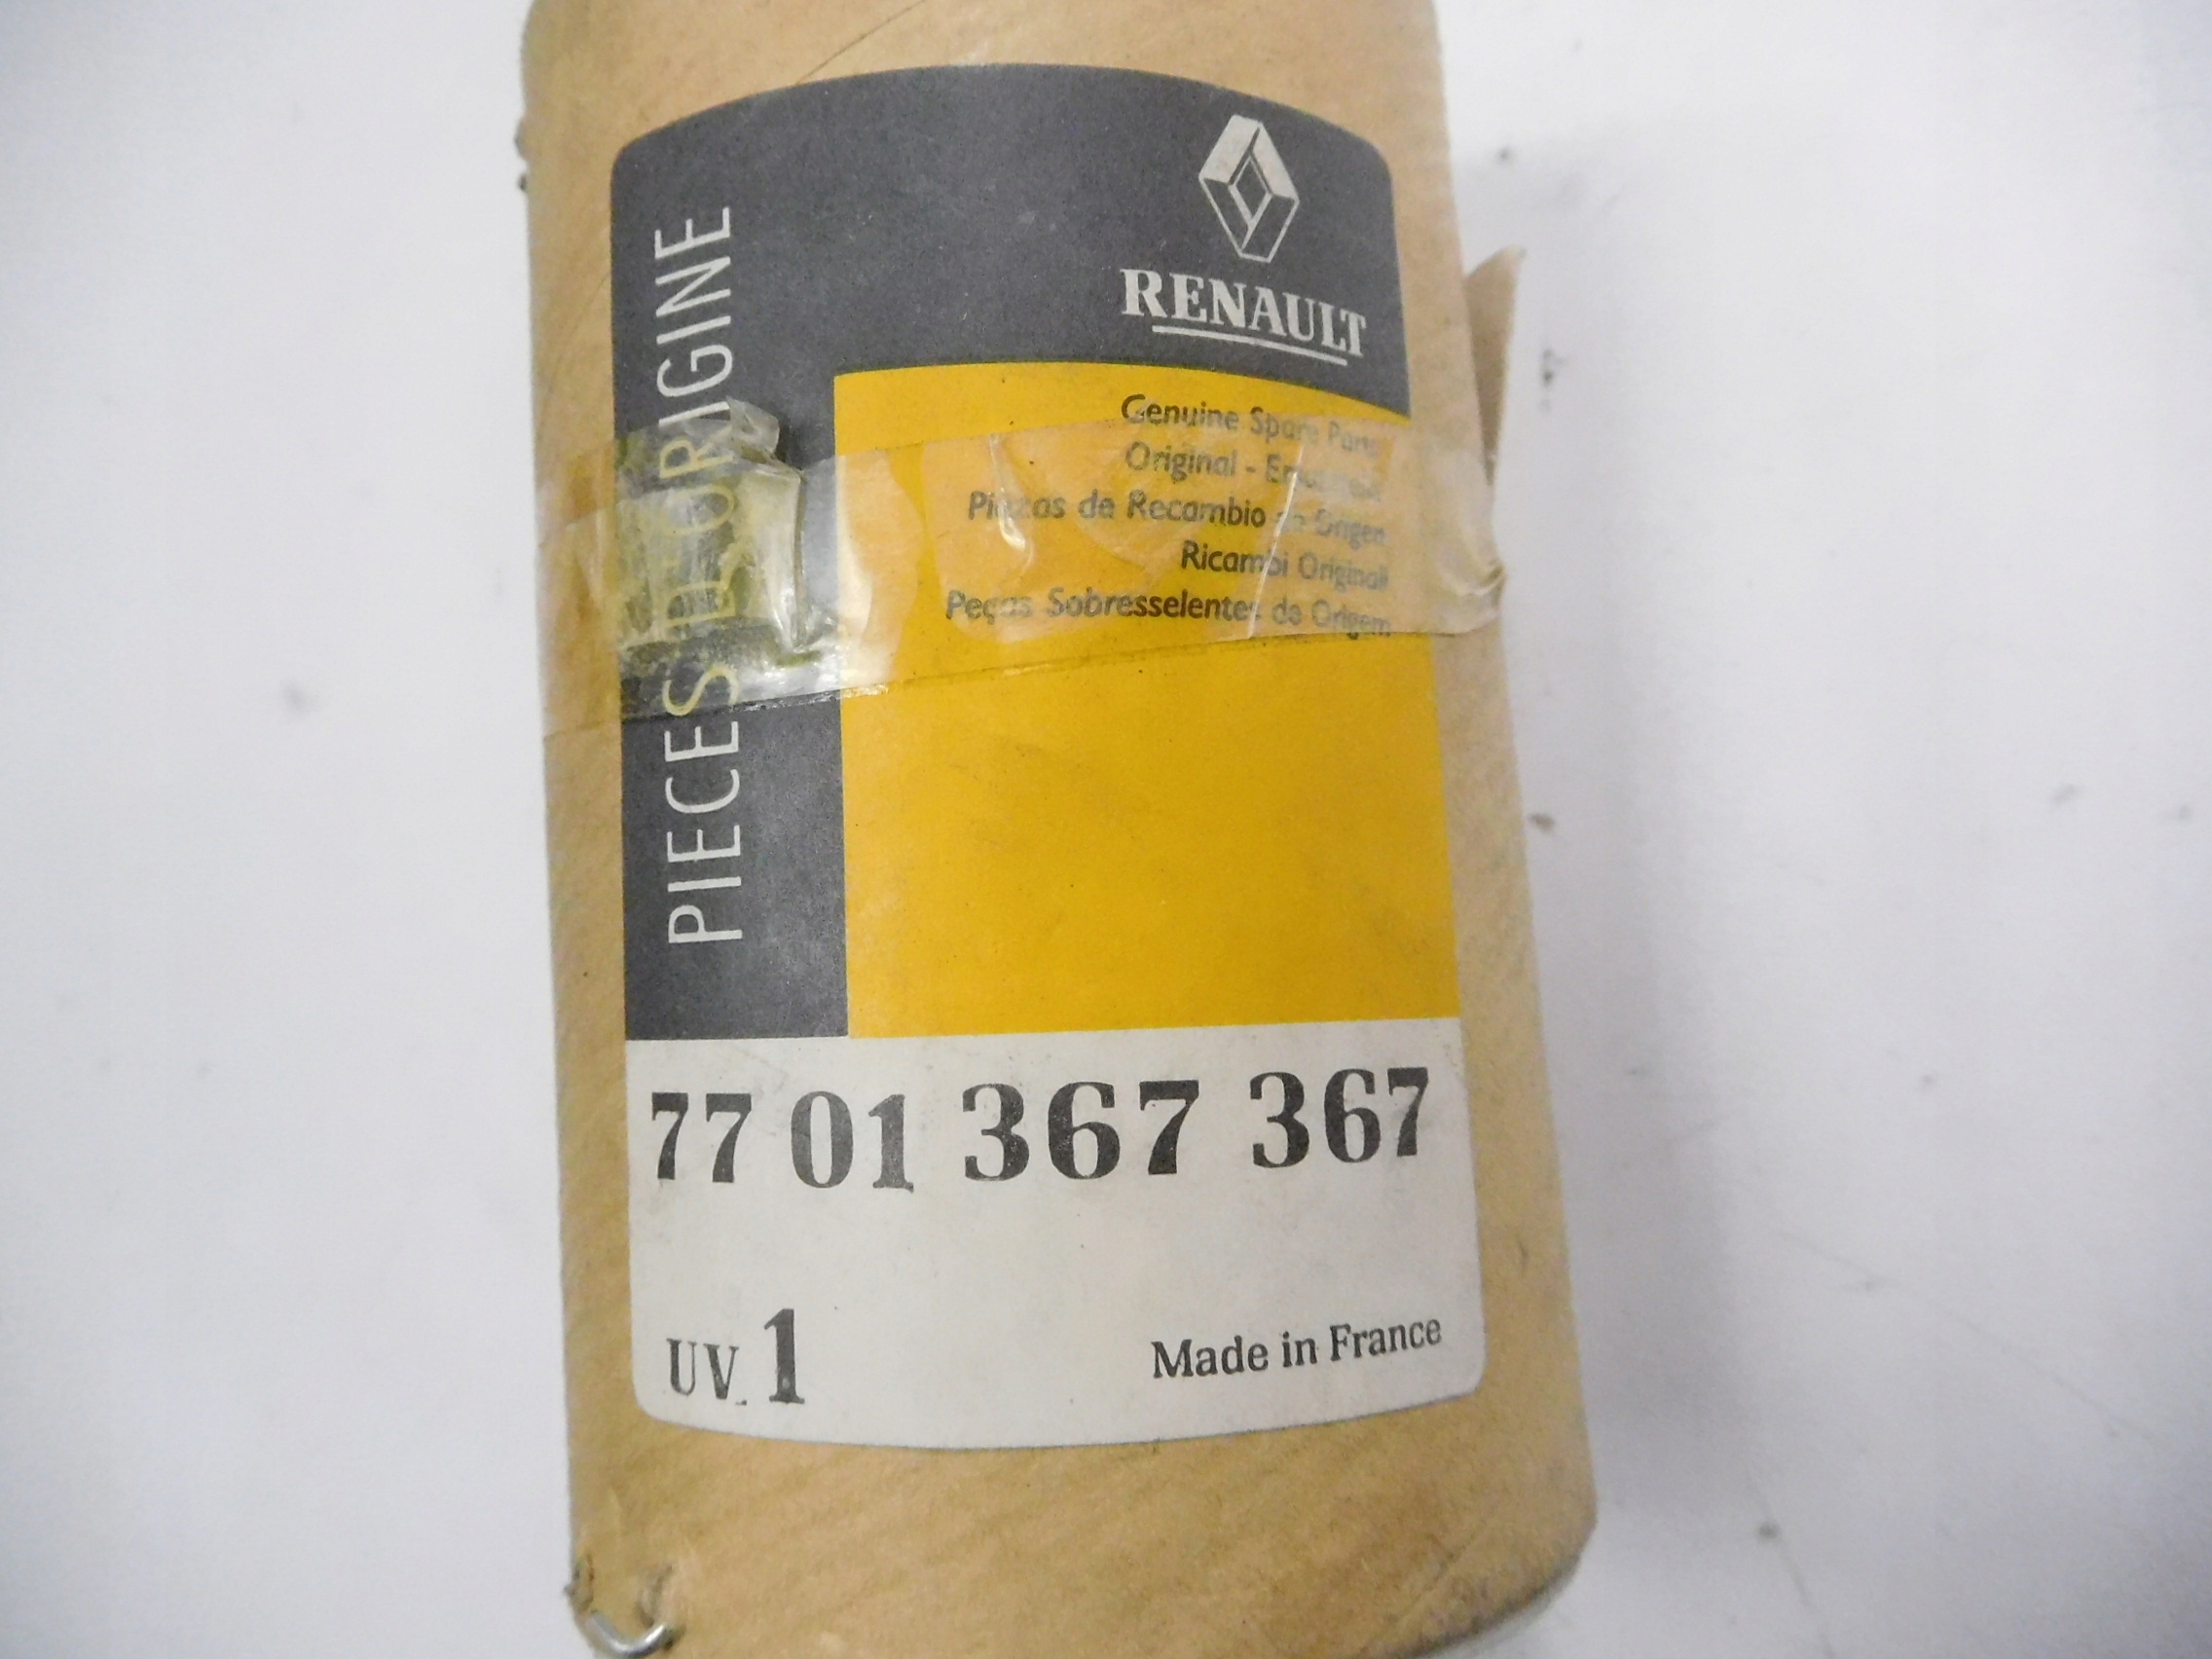 RENAULT
PIECES D'ORIGINE
Genuine Spare Parts
Original -
Piezas de Recambio de Origen
Ricambi Originali
Peças Sobresselentes de Origem
77 01 367 367
UV. 1
Made in France